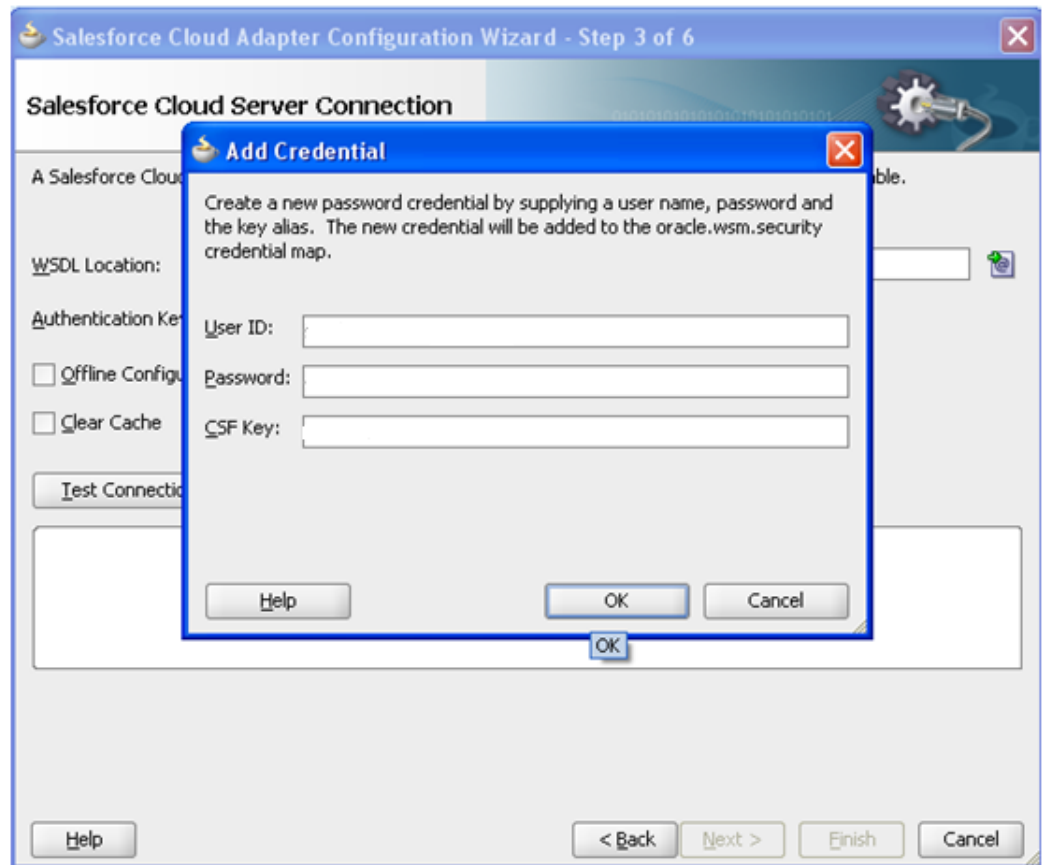 Salesforce Cloud Adapter Configuration Wizard - Step 3 of 6
Salesforce Cloud Server Connection
010101010101010101010101
Add Credential
A Salesforce Clou
ble.
Create a new password credential by supplying a user name, password and
the key alias. The new credential will be added to the oracle.wsm.security
credential map.
WSDL Location:
Authentication Ke
User ID:
Offline Configu
Password:
Clear Cache
CSF Key:
Test Connectio
Help
OK
Cancel
OK
Help
< Back
Next >
Finish
Cancel